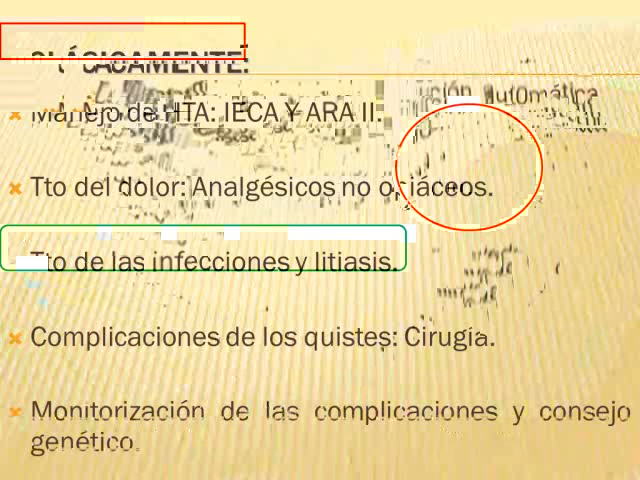 CLÁSICAMENTE:
Manejo de HTA: IECA Y ARA II.
Tto del dolor: Analgésicos no opiáceos.
Tto de las infecciones y litiasis.
Complicaciones de los quistes: Cirugía.
Monitorización de las complicaciones y consejo
genético.